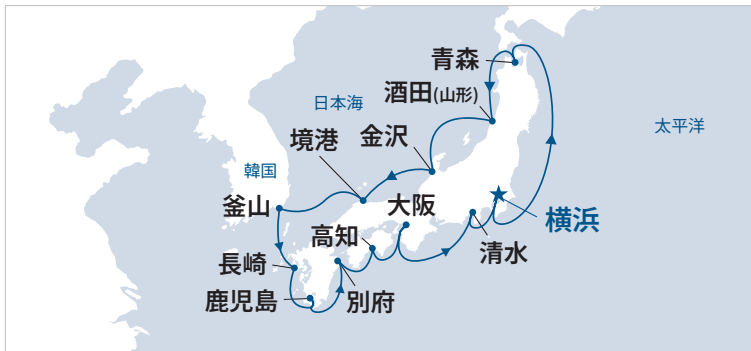 青森
酒田(山形)
日本海
太平洋
金沢
境港
韓国
釜山
大阪
横浜
高知
清水
長崎
鹿児島
別府